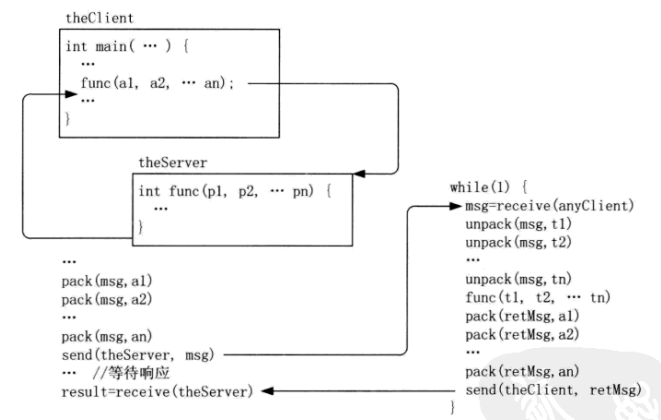 theClient
int main( … ) {
…
func(a1, a2, … an);
…
}
theServer
int func(p1, p2, … pn) {
…
}
…
pack(msg,a1)
pack(msg,a2)
…
pack(msg,an)
send(theServer, msg)
… //等待响应
result=receive(theServer)
while(1) {
msg=receive(anyClient)
unpack(msg,t1)
unpack(msg,t2)
…
unpack(msg,tn)
func(t1, t2, … tn)
pack(retMsg,a1)
pack(retMsg,a2)
…
pack(retMsg,an)
send(theClient, retMsg)
}